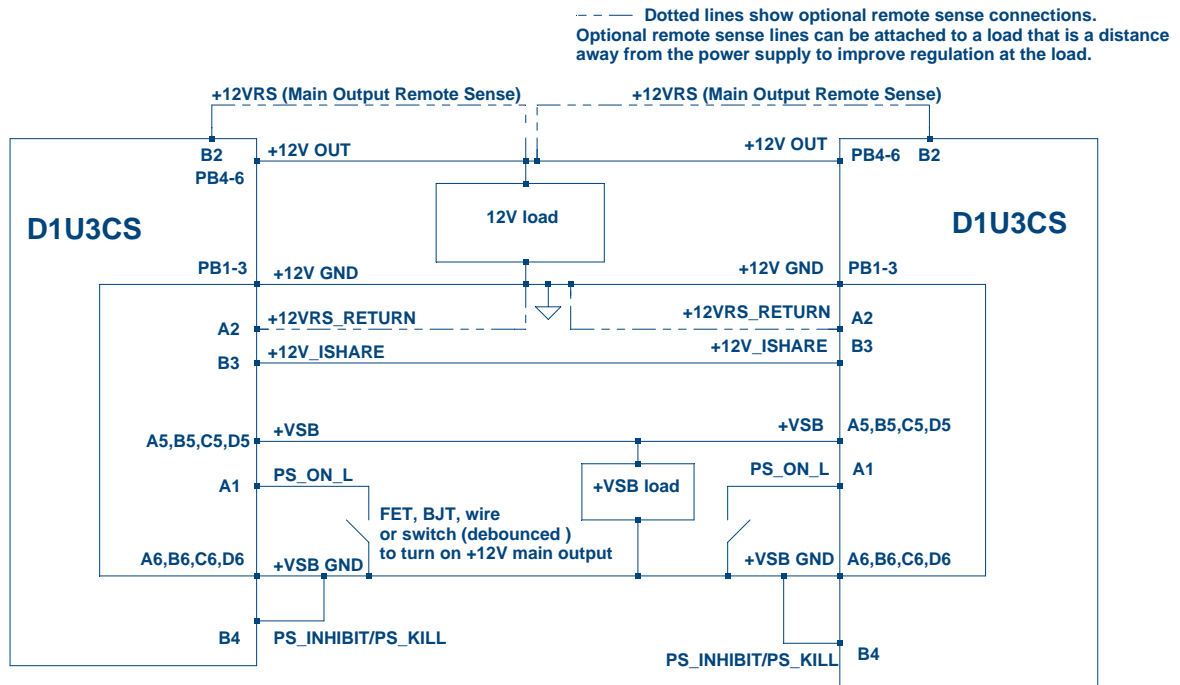 Dotted lines show optional remote sense connections.
Optional remote sense lines can be attached to a load that is a distance
away from the power supply to improve regulation at the load.
+12VRS (Main Output Remote Sense)
+12VRS (Main Output Remote Sense)
B2
+12V OUT
+12V OUT
PB4-6
B2
PB4-6
D1U3CS
12V load
D1U3CS
PB1-3
+12V GND
+12V GND
PB1-3
A2
+12VRS_RETURN
+12VRS_RETURN
A2
B3
+12V_ISHARE
+12V_ISHARE
B3
A5,B5,C5,D5
+VSB
+VSB
A5,B5,C5,D5
A1
PS_ON_L
+VSB load
PS_ON_L
A1
FET, BJT, wire
or switch (debounced )
to turn on +12V main output
A6,B6,C6,D6
+VSB GND
+VSB GND
A6,B6,C6,D6
B4
PS_INHIBIT/PS_KILL
PS_INHIBIT/PS_KILL
B4